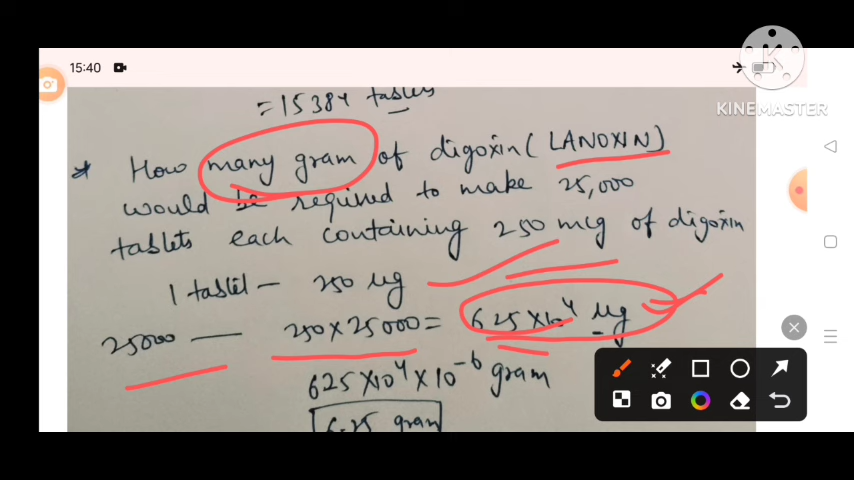 15:40
KINEMASTER
=15384 tablets
* How many gram of digoxin( LANOXIN)
would be required to make 25,000
tablets each containing 250 mcg of digoxin
1 tablet - 250 µg
25000 — 250×25000= 625×10⁴ µg
625×10⁴×10⁻⁶ gram
6.25 gram